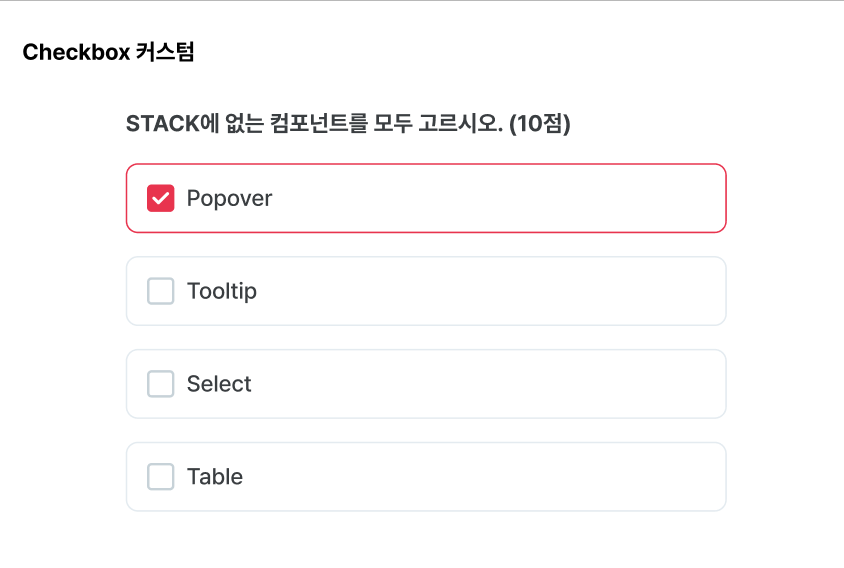 Checkbox 커스텀
STACK에 없는 컴포넌트를 모두 고르시오. (10점)
Popover
Tooltip
Select
Table